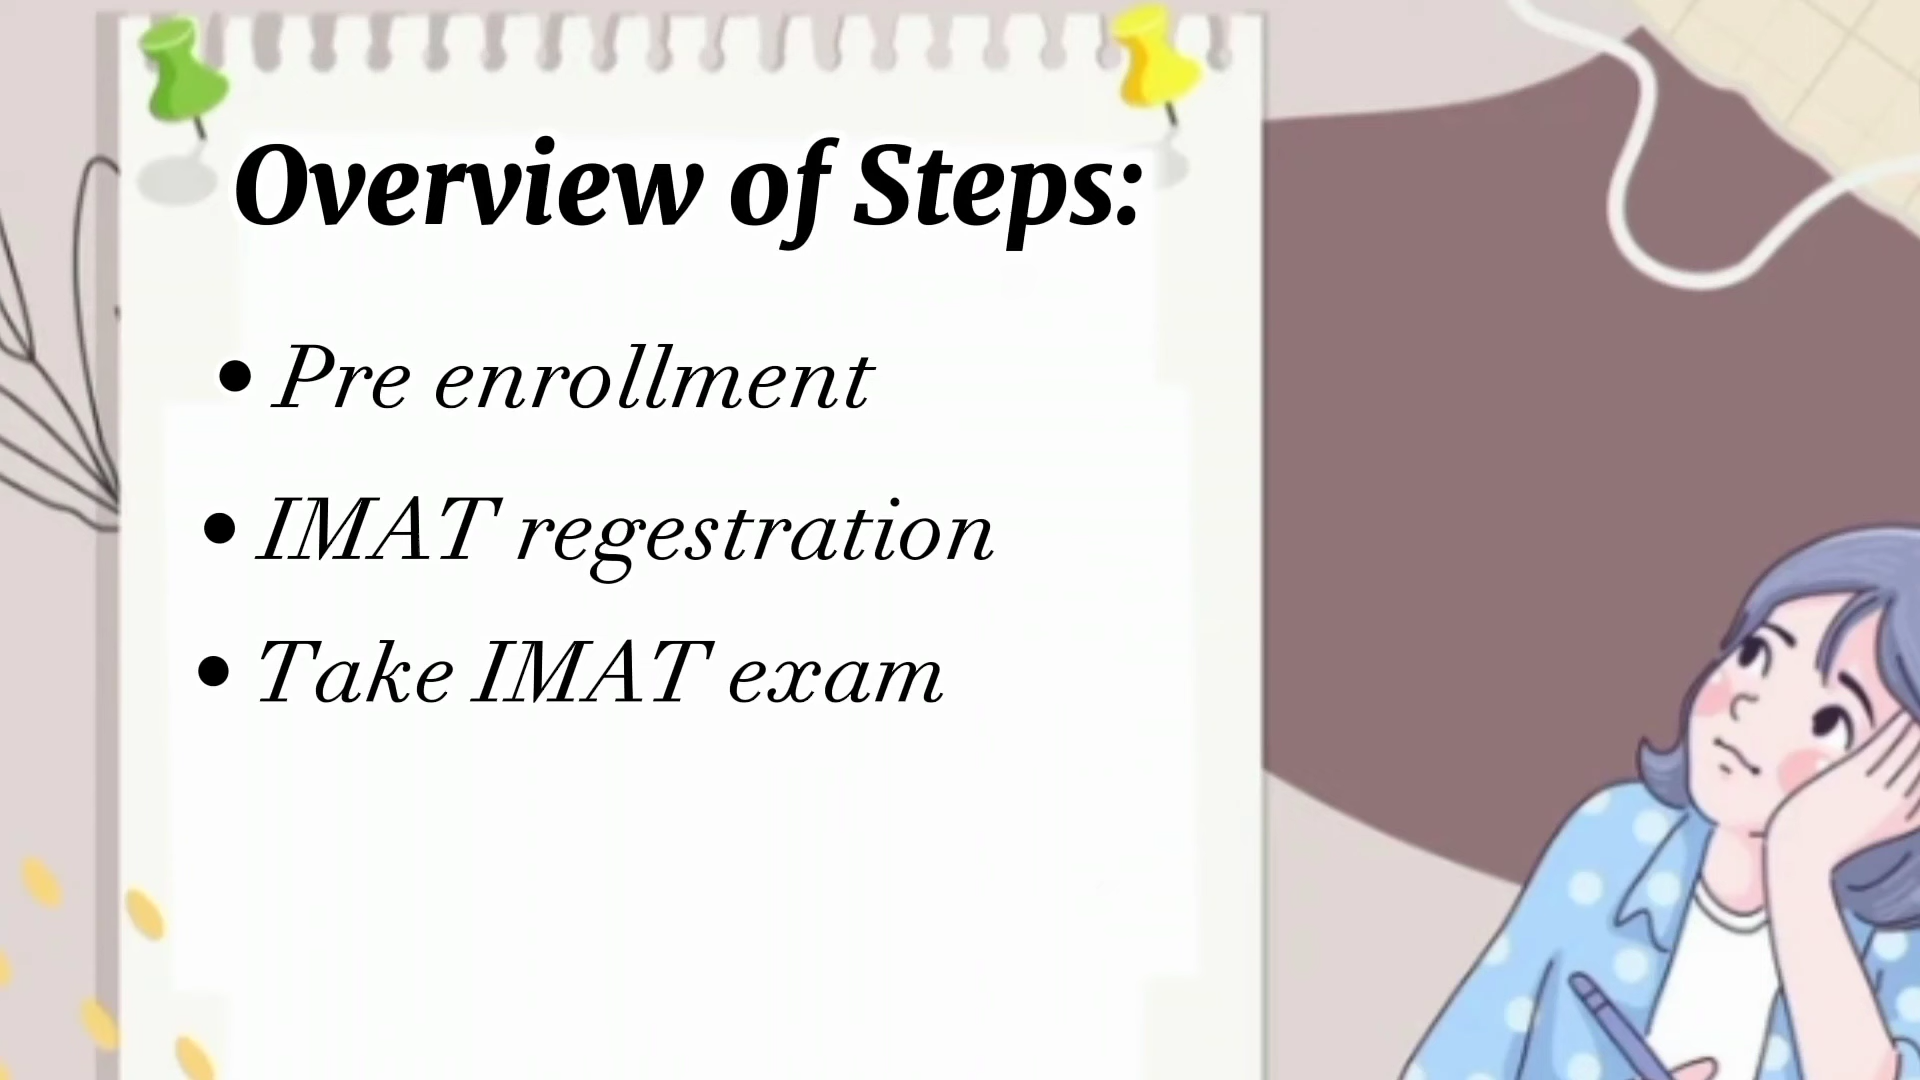 Overview of Steps:
• Pre enrollment
• IMAT regestration
• Take IMAT exam